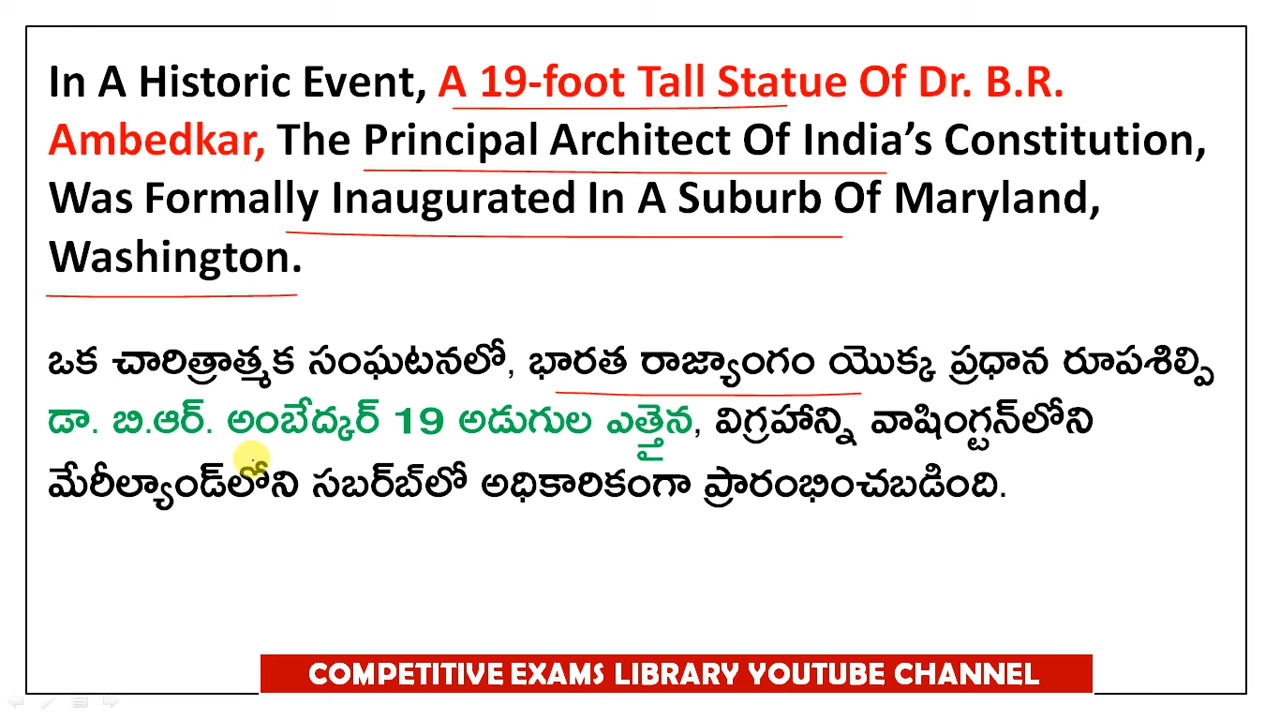 In A Historic Event, A 19-foot Tall Statue Of Dr. B.R.
Ambedkar, The Principal Architect Of India’s Constitution,
Was Formally Inaugurated In A Suburb Of Maryland,
Washington.
ఒక చారిత్రాత్మక సంఘటనలో, భారత రాజ్యాంగం యొక్క ప్రధాన రూపశిల్పి
డా. బి.ఆర్. అంబేద్కర్ 19 అడుగుల ఎత్తైన, విగ్రహాన్ని వాషింగ్టన్‌లోని
మేరీల్యాండ్‌లోని సబర్బ్‌లో అధికారికంగా ప్రారంభించబడింది.
COMPETITIVE EXAMS LIBRARY YOUTUBE CHANNEL